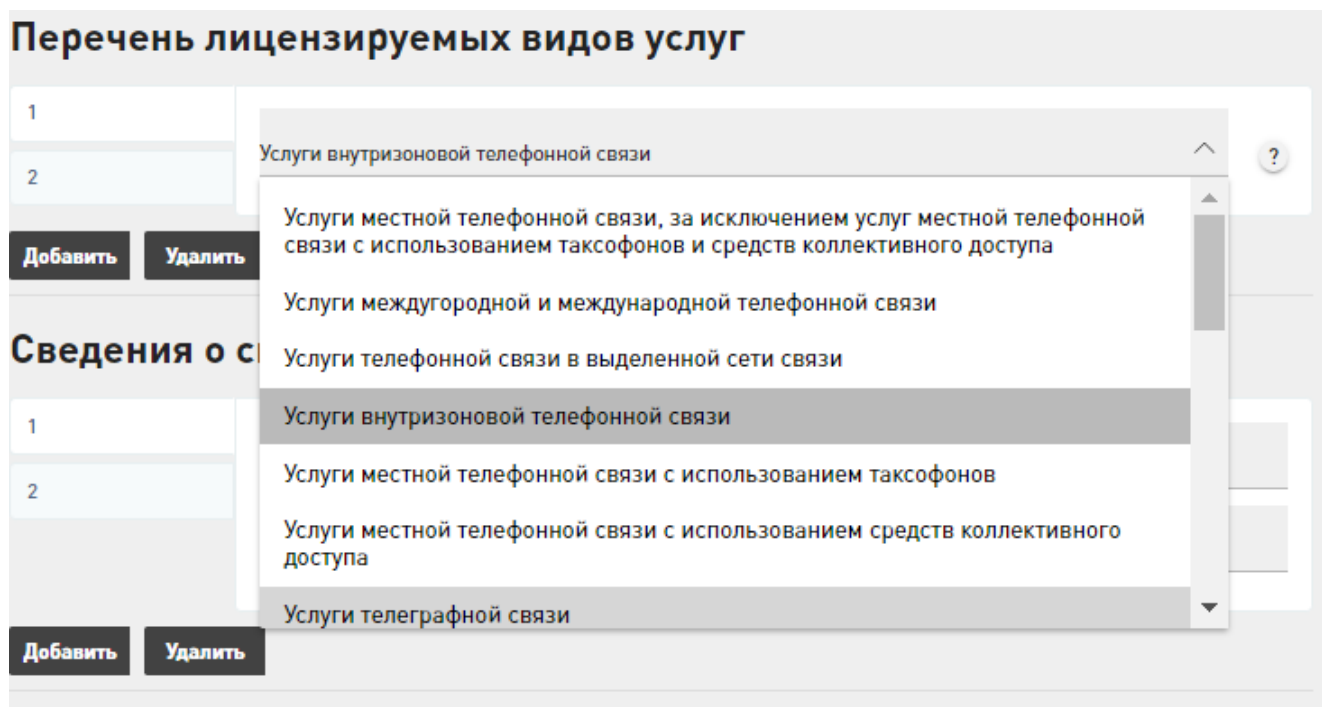 Перечень лицензируемых видов услуг
1
2
Услуги внутризоновой телефонной связи
?
Услуги местной телефонной связи, за исключением услуг местной телефонной
связи с использованием таксофонов и средств коллективного доступа
Услуги междугородной и международной телефонной связи
Услуги телефонной связи в выделенной сети связи
Услуги внутризоновой телефонной связи
Услуги местной телефонной связи с использованием таксофонов
Услуги местной телефонной связи с использованием средств коллективного
доступа
Услуги телеграфной связи
Добавить Удалить
Сведения о
1
2
Добавить Удалить